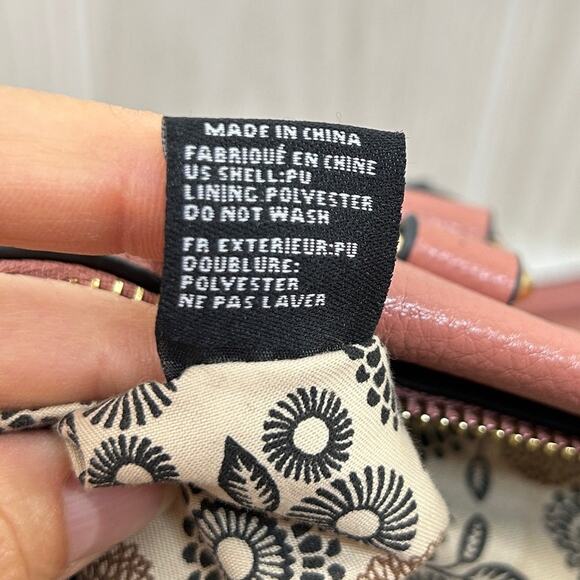 MADE IN CHINA
FABRIQUÉ EN CHINE
US SHELL:PU
LINING POLYESTER
DO NOT WASH
FR EXTERIEUR:PU
DOUBLURE:
POLYESTER
NE PAS LAVER